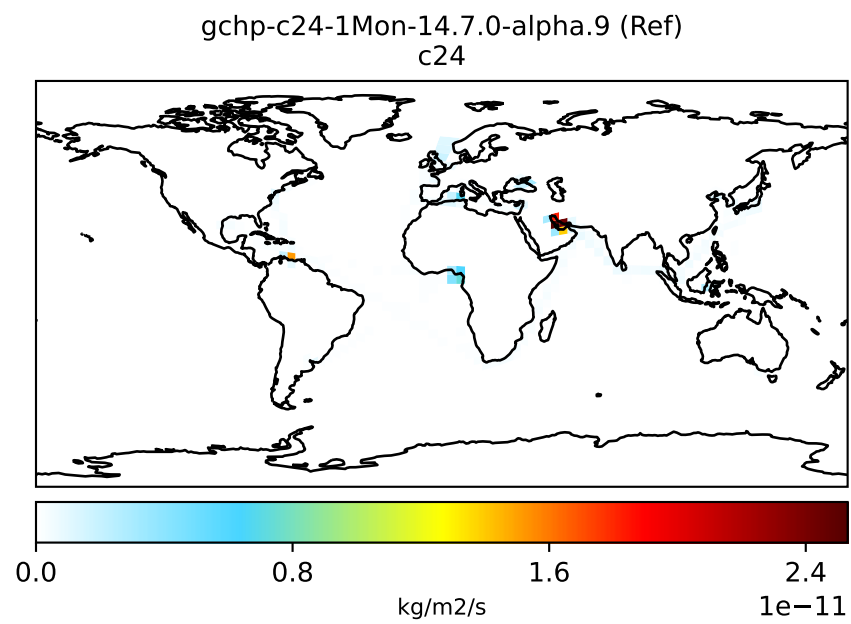 gchp-c24-1Mon-14.7.0-alpha.9 (Ref)
c24
0.0 0.8 1.6 2.4
1e−11
kg/m2/s